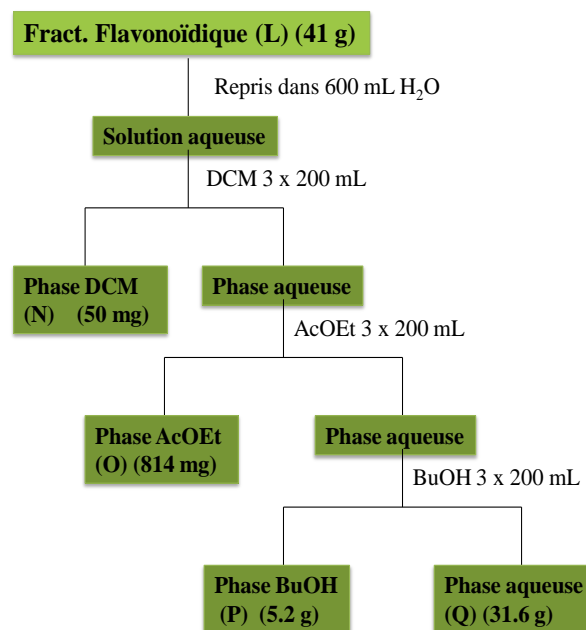 Fract. Flavonoïdique (L) (41 g)
Repris dans 600 mL H₂O
Solution aqueuse
DCM 3 x 200 mL
Phase DCM
(N) (50 mg)
Phase aqueuse
AcOEt 3 x 200 mL
Phase AcOEt
(O) (814 mg)
Phase aqueuse
BuOH 3 x 200 mL
Phase BuOH
(P) (5.2 g)
Phase aqueuse
(Q) (31.6 g)